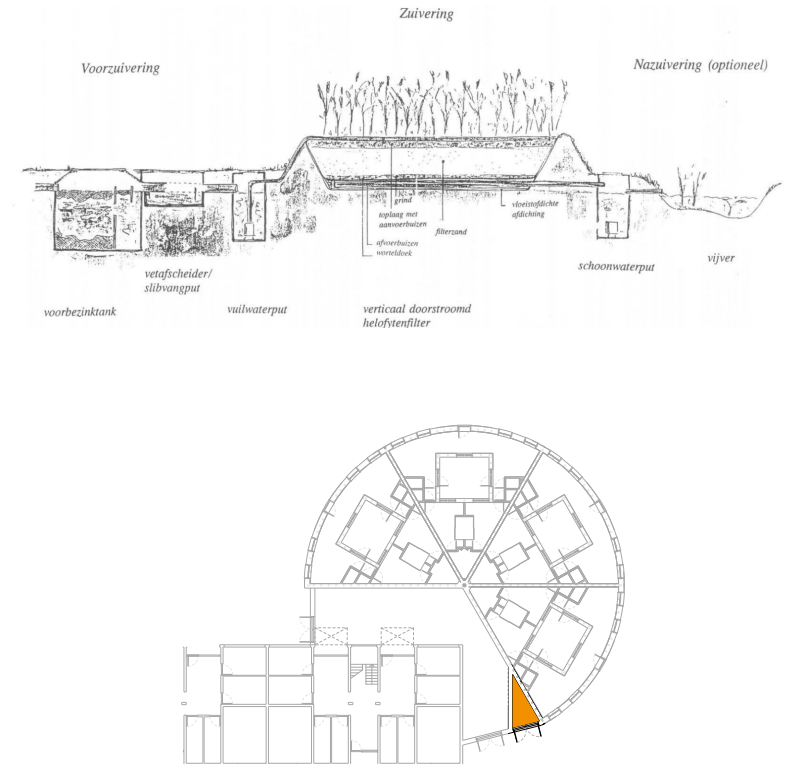 Zuivering
Voorzuivering
Nazuivering (optioneel)
grind
toplaag met
aanvoerbuizen
filterzand
vloeistofdichte
afdichting
afvoerbuizen
worteldoek
vetafscheider/
slibvangput
schoonwaterput
vijver
voorbezinktank
vuilwaterput
verticaal doorstroomd
helofytenfilter